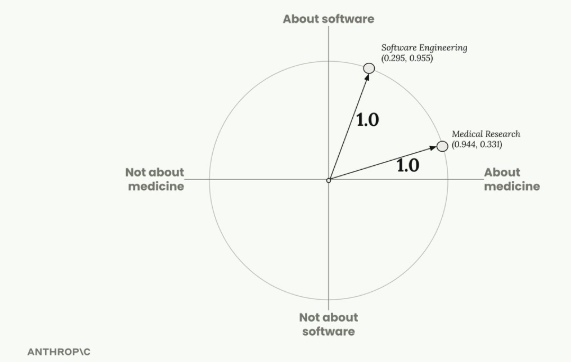 About software
Software Engineering
(0.295, 0.955)
1.0
Medical Research
(0.944, 0.331)
1.0
Not about
medicine
About
medicine
Not about
software
ANTHROP\C